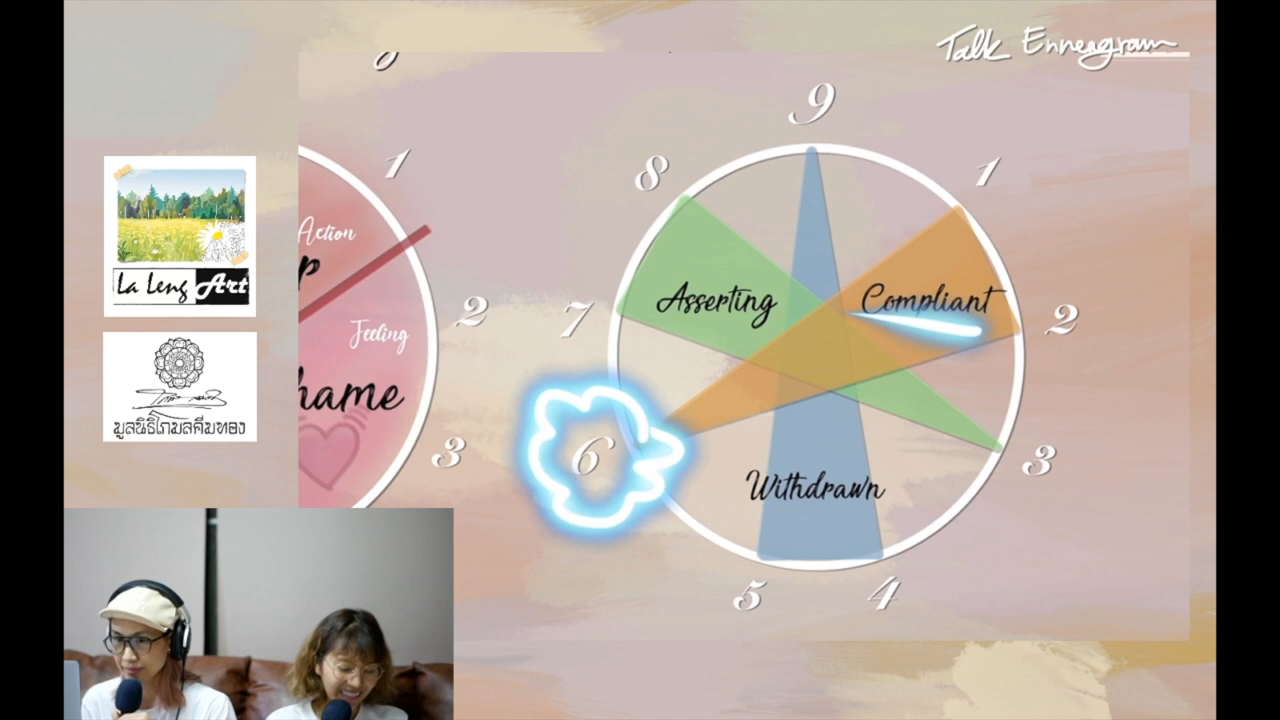 Talk Enneagram
9
8
1
1
Action
Asserting
Compliant
7
2
2
La Leng Art
Feeling
hame
6
3
3
มูลนิธิโกมลคีมทอง
Withdrawn
5
4